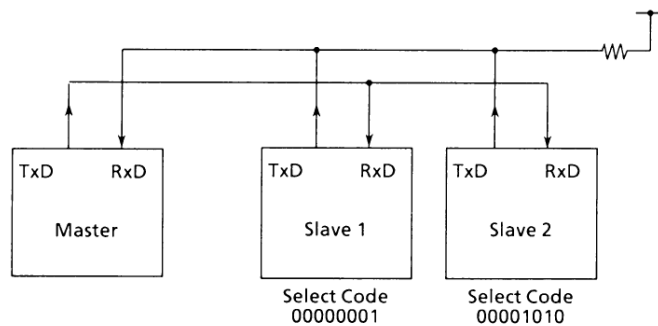 TxD RxD
Master
TxD RxD
Slave 1
TxD RxD
Slave 2
Select Code
00000001
Select Code
00001010